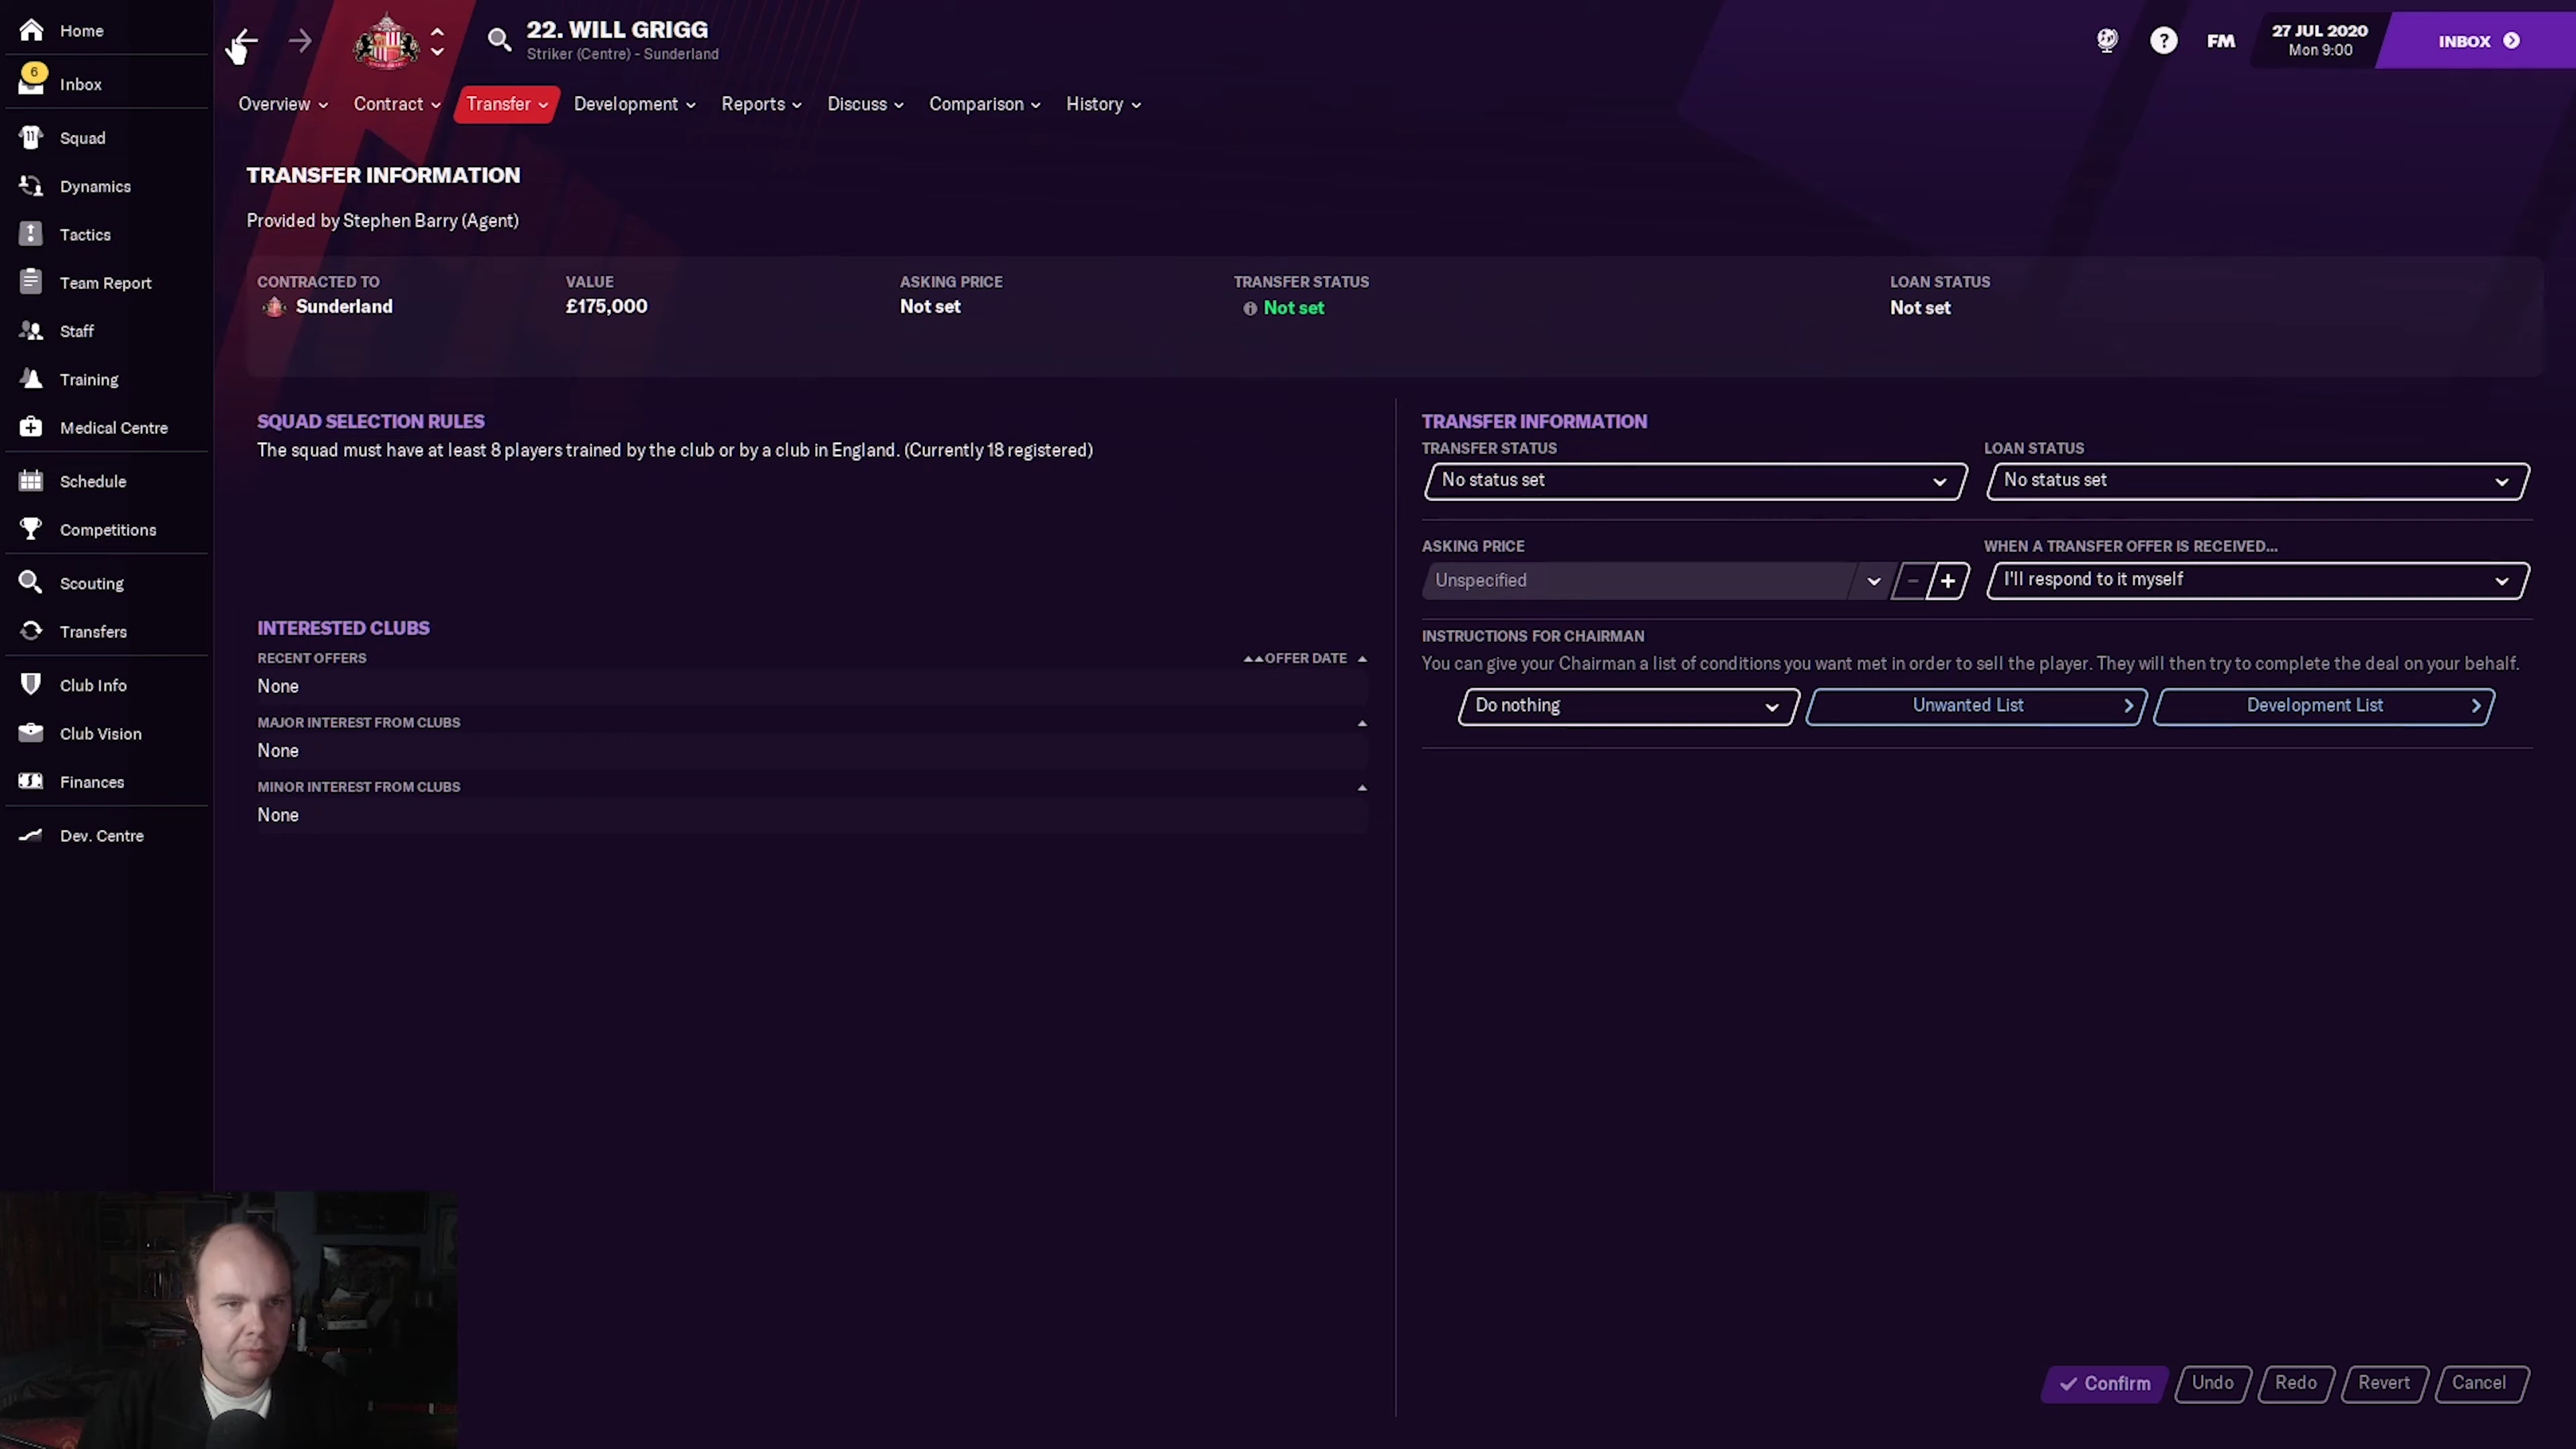 Home
6
Inbox
Squad
Dynamics
Tactics
Team Report
Staff
Training
Medical Centre
Schedule
Competitions
Scouting
Transfers
Club Info
Club Vision
Finances
Dev. Centre
22. WILL GRIGG
Striker (Centre) - Sunderland
FM
27 JUL 2020
Mon 9:00
INBOX
Overview
Contract
Transfer
Development
Reports
Discuss
Comparison
History
TRANSFER INFORMATION
Provided by Stephen Barry (Agent)
CONTRACTED TO
Sunderland
VALUE
£175,000
ASKING PRICE
Not set
TRANSFER STATUS
Not set
LOAN STATUS
Not set
SQUAD SELECTION RULES
The squad must have at least 8 players trained by the club or by a club in England. (Currently 18 registered)
INTERESTED CLUBS
RECENT OFFERS
OFFER DATE
None
MAJOR INTEREST FROM CLUBS
None
MINOR INTEREST FROM CLUBS
None
TRANSFER INFORMATION
TRANSFER STATUS
No status set
LOAN STATUS
No status set
ASKING PRICE
Unspecified
WHEN A TRANSFER OFFER IS RECEIVED...
I'll respond to it myself
INSTRUCTIONS FOR CHAIRMAN
You can give your Chairman a list of conditions you want met in order to sell the player. They will then try to complete the deal on your behalf.
Do nothing
Unwanted List
Development List
Confirm
Undo
Redo
Revert
Cancel